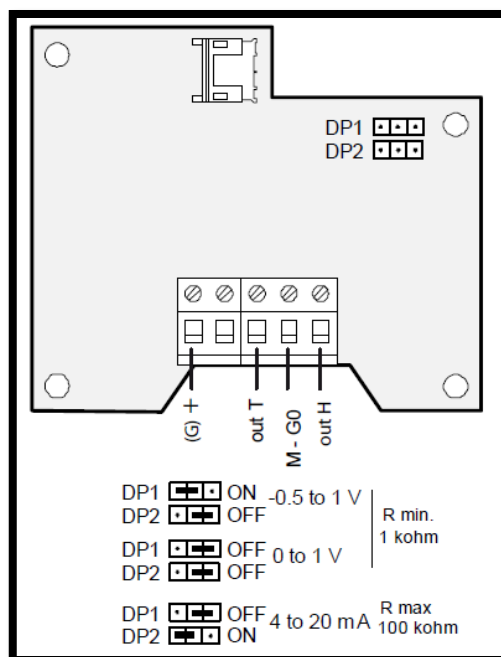 DP1
DP2
(G) +
out T
M - G0
out H
DP1 ON -0.5 to 1 V
DP2 OFF
R min.
1 kohm
DP1 OFF 0 to 1 V
DP2 OFF
DP1 OFF 4 to 20 mA
DP2 ON
R max
100 kohm